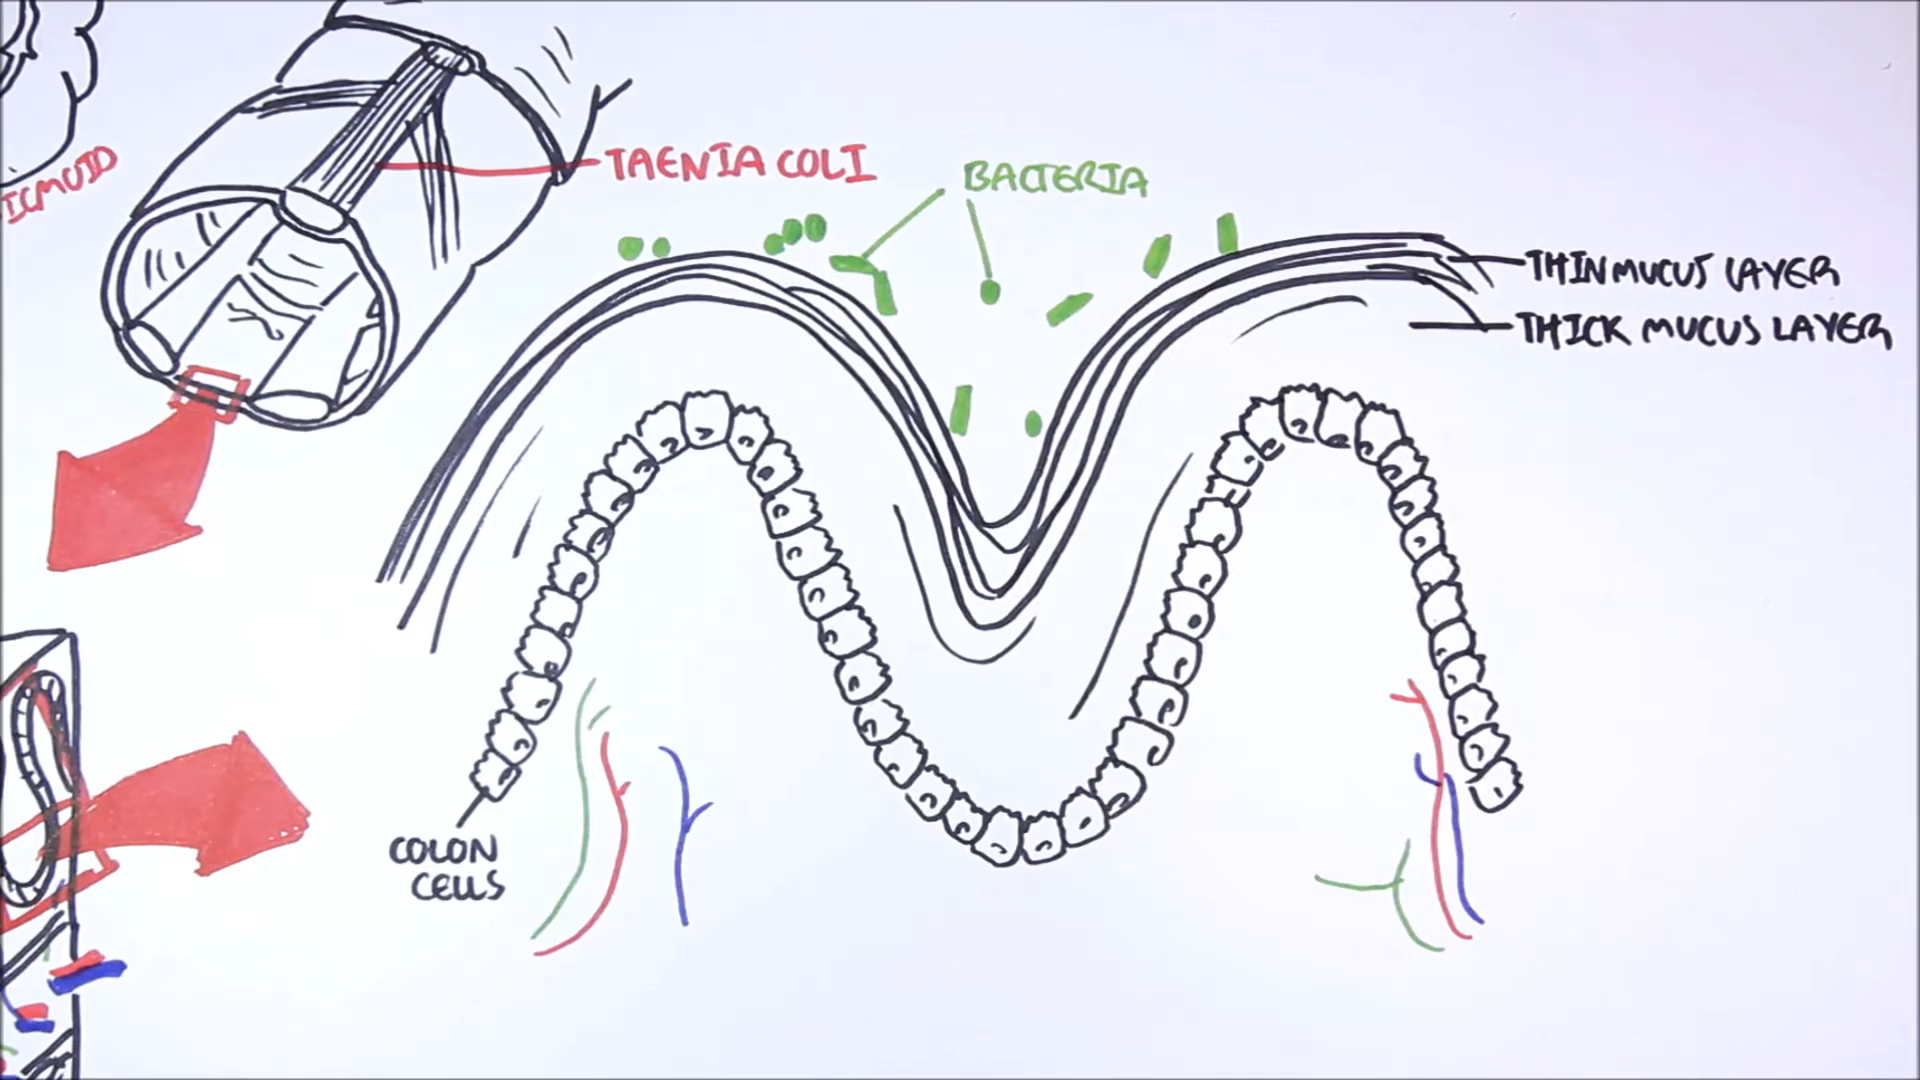 TAENIA COLI
BACTERIA
THIN MUCUS LAYER
THICK MUCUS LAYER
COLON
CELLS